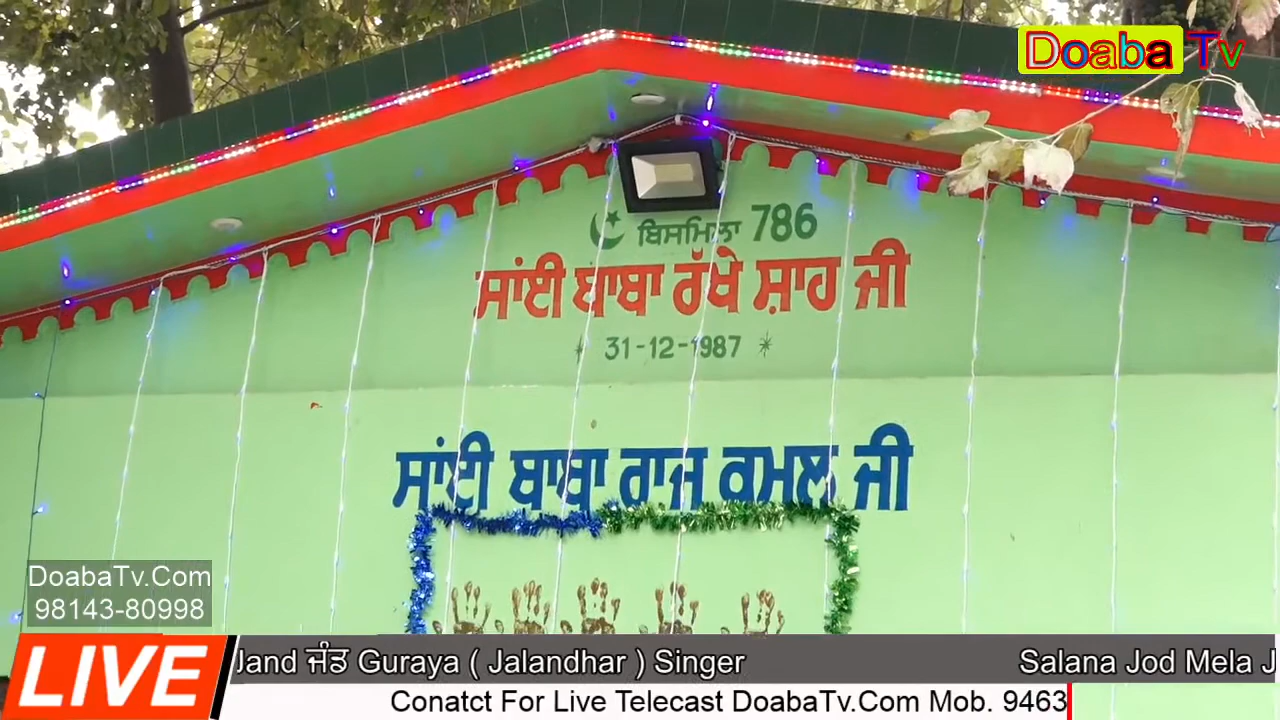 Doaba Tv
ਬਿਸਮਿਲਾ 786
ਸਾਂਈ ਬਾਬਾ ਰੱਖੇ ਸ਼ਾਹ ਜੀ
31-12-1987
ਸਾਂਈ ਬਾਬਾ ਰਾਜ ਕਮਲ ਜੀ
DoabaTv.Com
98143-80998
LIVE
Jand ਜੰਡ Guraya ( Jalandhar ) Singer Salana Jod Mela J
Conatct For Live Telecast DoabaTv.Com Mob. 9463